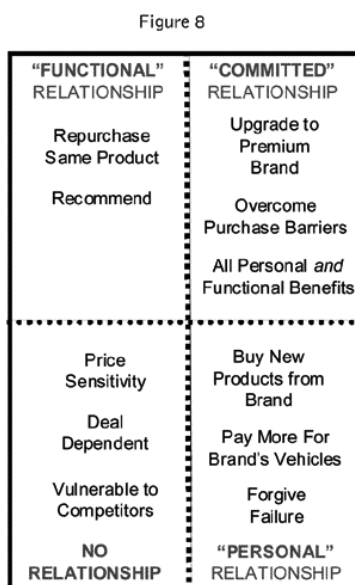 Figure 8
"FUNCTIONAL"
RELATIONSHIP
Repurchase
Same Product
Recommend
"COMMITTED"
RELATIONSHIP
Upgrade to
Premium
Brand
Overcome
Purchase Barriers
All Personal and
Functional Benefits
Price
Sensitivity
Deal
Dependent
Vulnerable to
Competitors
NO
RELATIONSHIP
Buy New
Products from
Brand
Pay More For
Brand's Vehicles
Forgive
Failure
"PERSONAL"
RELATIONSHIP